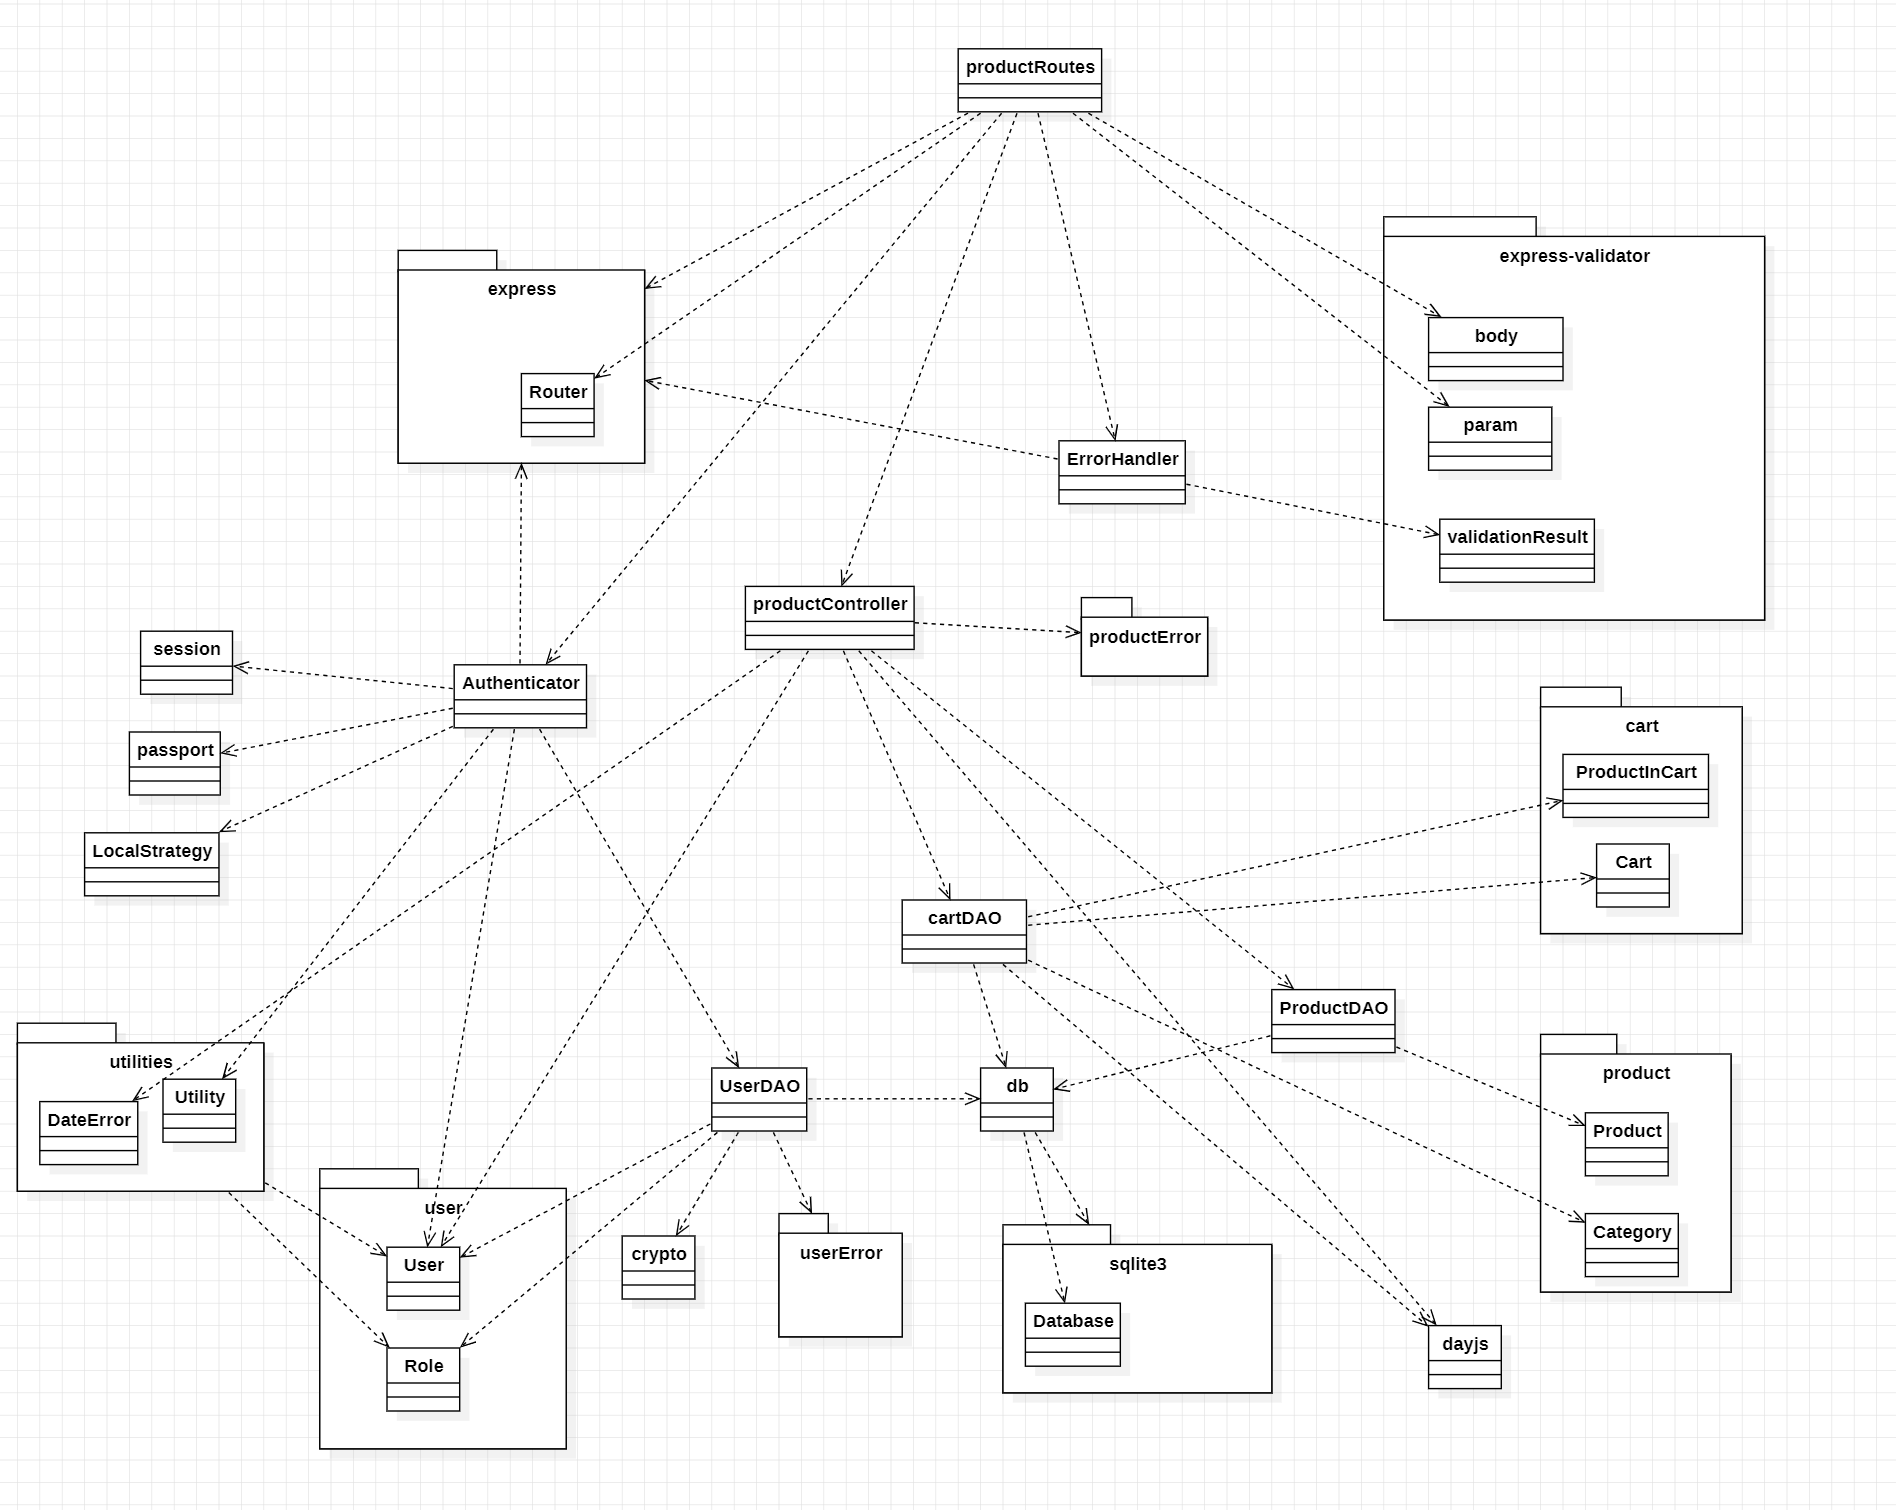 productRoutes
express-validator
express
body
Router
param
ErrorHandler
validationResult
productController
productError
session
Authenticator
cart
passport
ProductInCart
LocalStrategy
Cart
cartDAO
ProductDAO
utilities
product
UserDAO
db
Utility
DateError
Product
user
Category
crypto
userError
sqlite3
User
Database
dayjs
Role